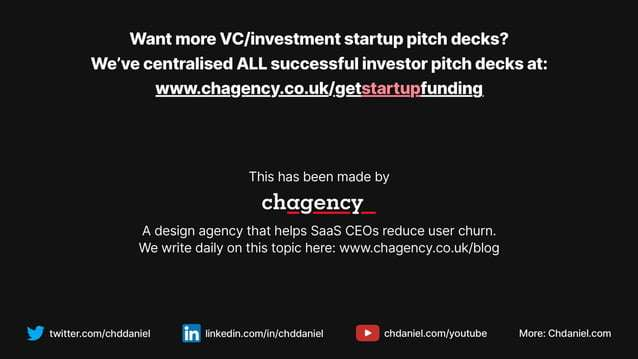 Want more VC/investment startup pitch decks?
We’ve centralised ALL successful investor pitch decks at:
www.chagency.co.uk/getstartupfunding
This has been made by
chagency_
A design agency that helps SaaS CEOs reduce user churn.
We write daily on this topic here: www.chagency.co.uk/blog
twitter.com/chddaniel
in linkedin.com/in/chddaniel
chdaniel.com/youtube
More: Chdaniel.com